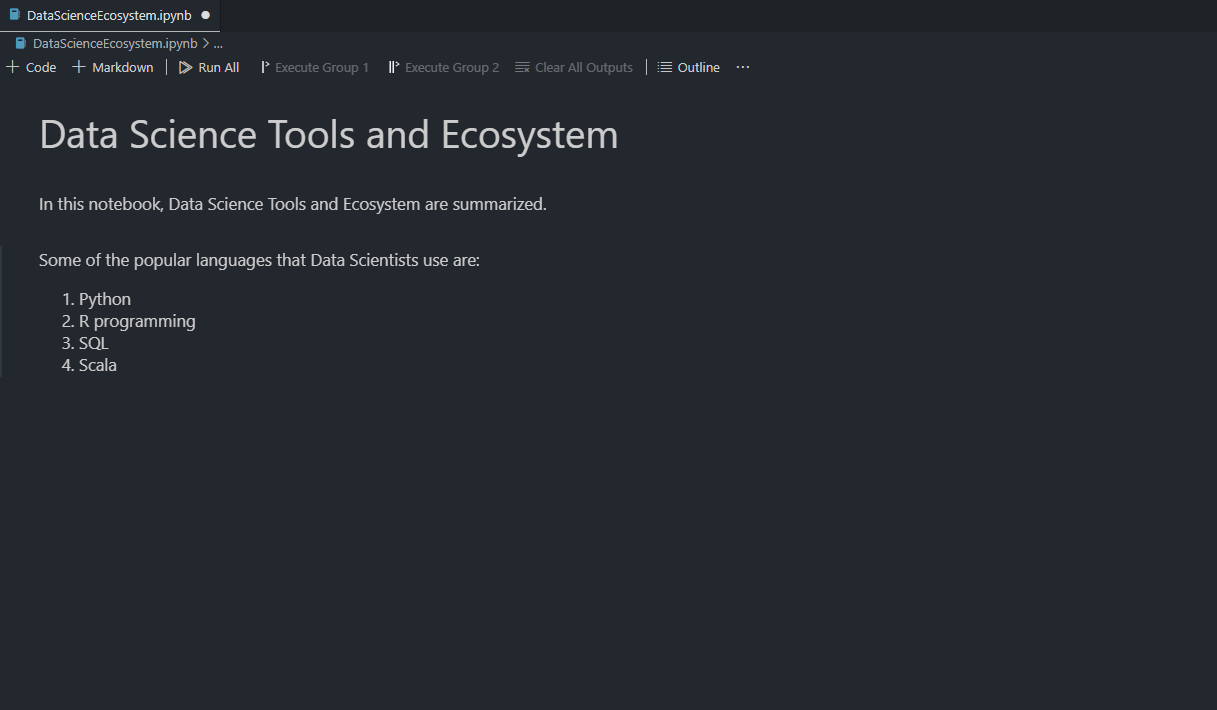 DataScienceEcosystem.ipynb
DataScienceEcosystem.ipynb > ...
+ Code + Markdown | Run All Execute Group 1 Execute Group 2 Clear All Outputs | Outline ...
Data Science Tools and Ecosystem
In this notebook, Data Science Tools and Ecosystem are summarized.
Some of the popular languages that Data Scientists use are:
1. Python
2. R programming
3. SQL
4. Scala